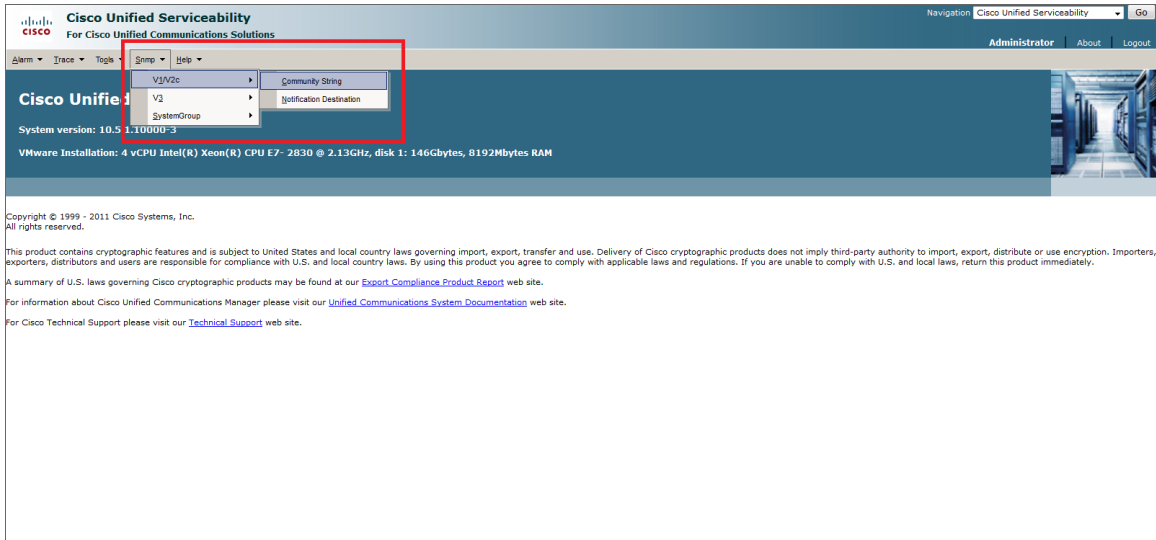 Cisco Unified Serviceability
For Cisco Unified Communications Solutions
CISCO
Navigation Cisco Unified Serviceability Go
Administrator About Logout
Alarm Trace Tools Snmp Help
V1/V2c Community String
V3 Notification Destination
SystemGroup
Cisco Unified
System version: 10.5.1.10000-3
VMware Installation: 4 vCPU Intel(R) Xeon(R) CPU E7- 2830 @ 2.13GHz, disk 1: 146Gbytes, 8192Mbytes RAM
Copyright © 1999 - 2011 Cisco Systems, Inc.
All rights reserved.
This product contains cryptographic features and is subject to United States and local country laws governing import, export, transfer and use. Delivery of Cisco cryptographic products does not imply third-party authority to import, export, distribute or use encryption. Importers,
exporters, distributors and users are responsible for compliance with U.S. and local country laws. By using this product you agree to comply with applicable laws and regulations. If you are unable to comply with U.S. and local laws, return this product immediately.
A summary of U.S. laws governing Cisco cryptographic products may be found at our Export Compliance Product Report web site.
For information about Cisco Unified Communications Manager please visit our Unified Communications System Documentation web site.
For Cisco Technical Support please visit our Technical Support web site.